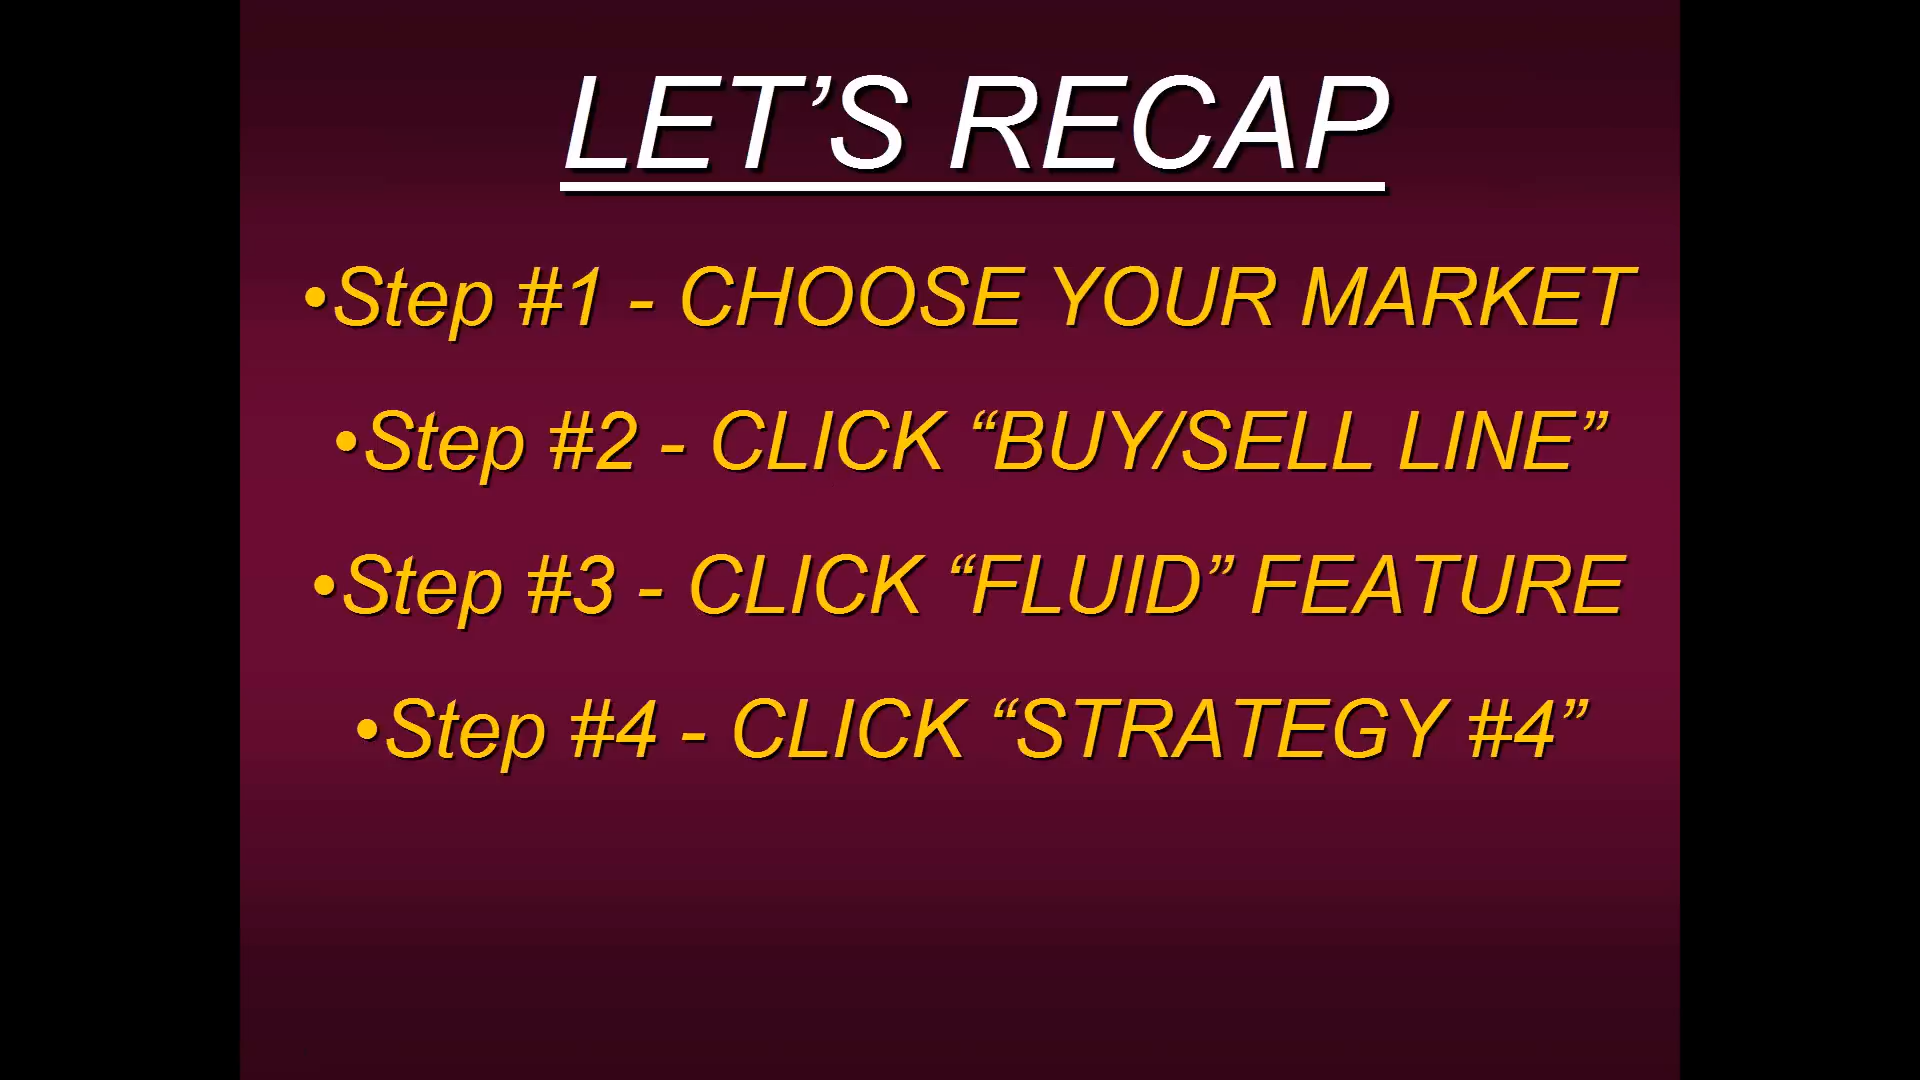 LET’S RECAP
•Step #1 - CHOOSE YOUR MARKET
•Step #2 - CLICK “BUY/SELL LINE”
•Step #3 - CLICK “FLUID” FEATURE
•Step #4 - CLICK “STRATEGY #4”